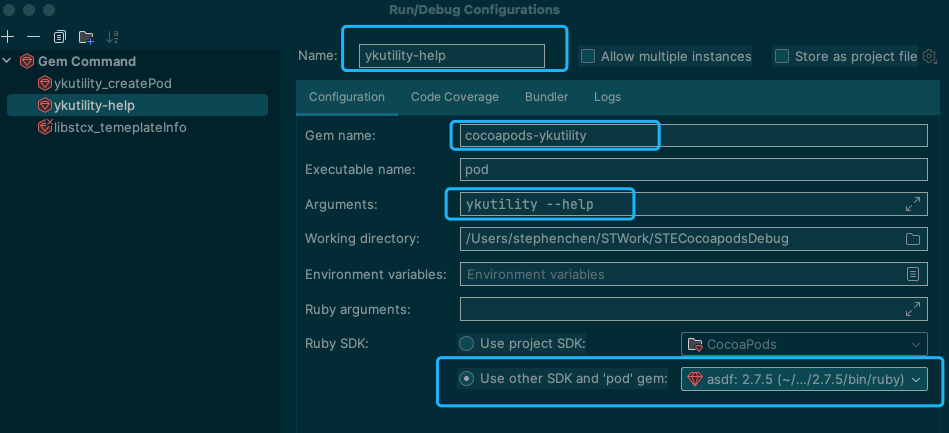 Run/Debug Configurations
Name: ykutility-help Allow multiple instances Store as project file
Gem Command
ykutility_createPod
ykutility-help
libstcx_temeplateInfo
Configuration Code Coverage Bundler Logs
Gem name: cocoapods-ykutility
Executable name: pod
Arguments: ykutility --help
Working directory: /Users/stephenchen/STWork/STECocoapodsDebug
Environment variables: Environment variables
Ruby arguments:
Ruby SDK: Use project SDK: CocoaPods
Use other SDK and 'pod' gem: asdf: 2.7.5 (~/.../2.7.5/bin/ruby)